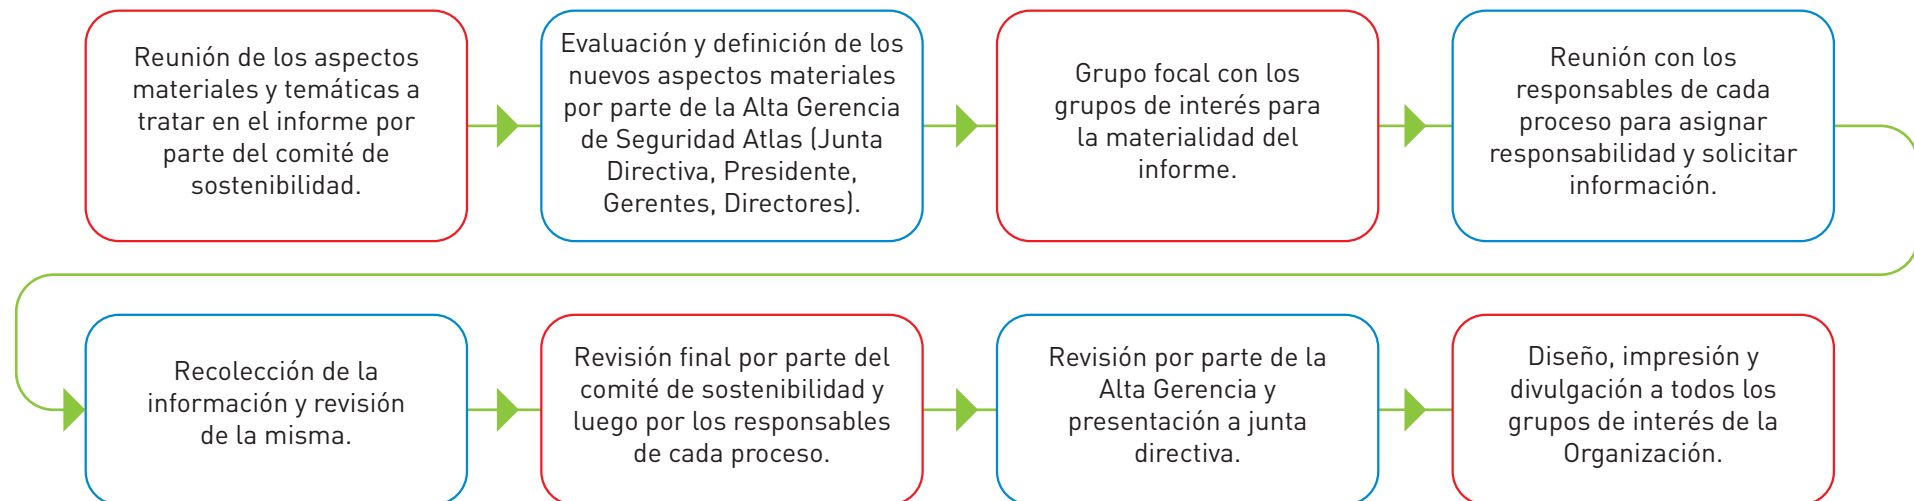 Reunión de los aspectos
materiales y temáticas a
tratar en el informe por
parte del comité de
sostenibilidad.
Evaluación y definición de los
nuevos aspectos materiales
por parte de la Alta Gerencia
de Seguridad Atlas (Junta
Directiva, Presidente,
Gerentes, Directores).
Grupo focal con los
grupos de interés para
la materialidad del
informe.
Reunión con los
responsables de cada
proceso para asignar
responsabilidad y solicitar
información.
Recolección de la
información y revisión
de la misma.
Revisión final por parte del
comité de sostenibilidad y
luego por los responsables
de cada proceso.
Revisión por parte de la
Alta Gerencia y
presentación a junta
directiva.
Diseño, impresión y
divulgación a todos los
grupos de interés de la
Organización.